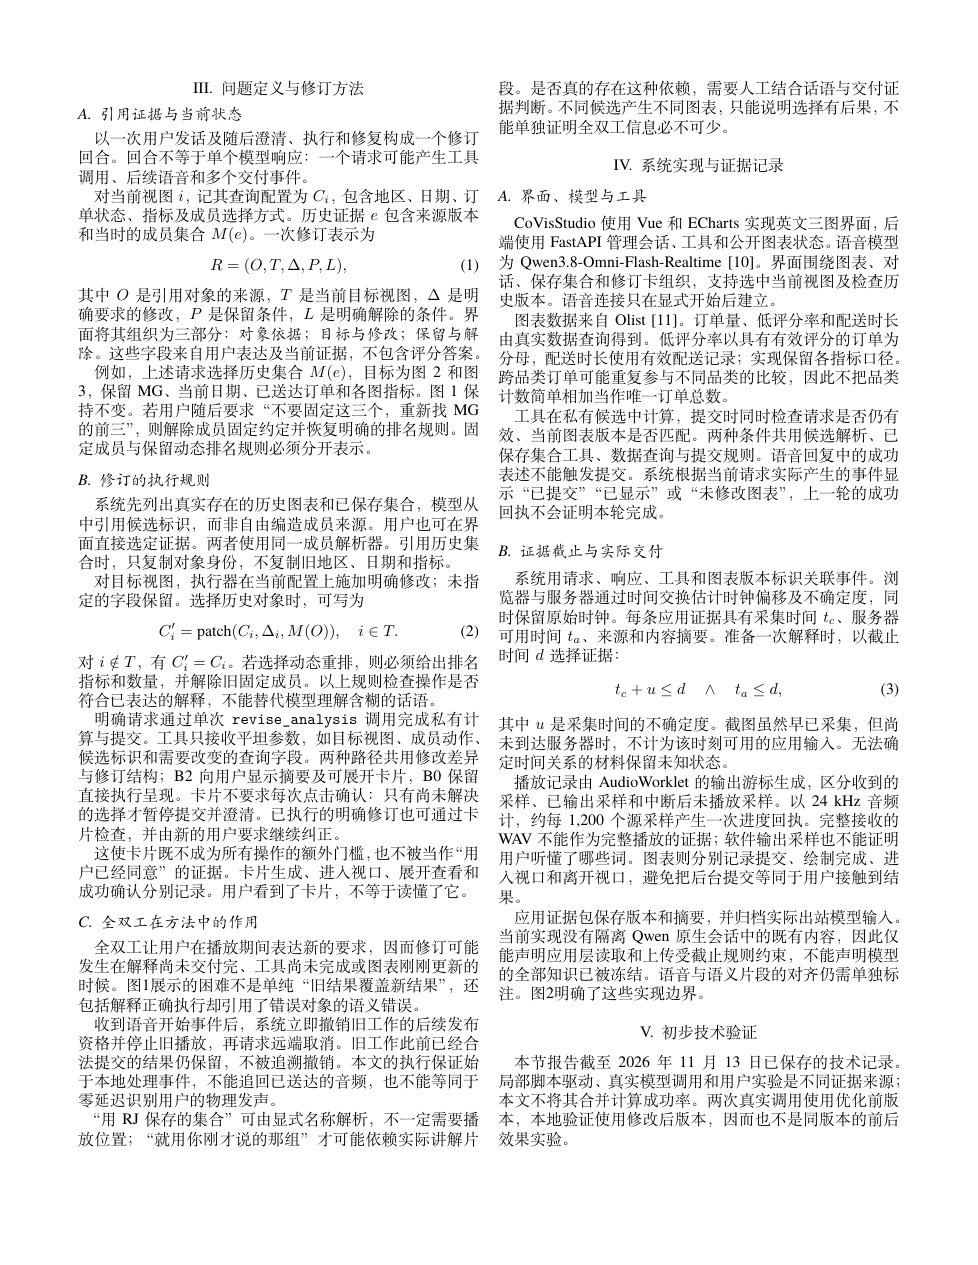 III. 问题定义与修订方法
A. 引用证据与当前状态
以一次用户发话及随后澄清、执行和修复构成一个修订
回合。回合不等于单个模型响应：一个请求可能产生工具
调用、后续语音和多个交付事件。
对当前视图 i，记其查询配置为 Ci，包含地区、日期、订
单状态、指标及成员选择方式。历史证据 e 包含来源版本
和当时的成员集合 M(e)。一次修订表示为
R = (O, T, Δ, P, L), (1)
其中 O 是引用对象的来源，T 是当前目标视图，Δ 是明
确要求的修改，P 是保留条件，L 是明确解除的条件。界
面将其组织为三部分：对象依据；目标与修改；保留与解
除。这些字段来自用户表达及当前证据，不包含评分答案。
例如，上述请求选择历史集合 M(e)，目标为图 2 和图
3，保留 MG、当前日期、已送达订单和各图指标。图 1 保
持不变。若用户随后要求“不要固定这三个，重新找 MG
的前三”，则解除成员固定约定并恢复明确的排名规则。固
定成员与保留动态排名规则必须分开表示。
B. 修订的执行规则
系统先列出真实存在的历史图表和已保存集合，模型从
中引用候选标识，而非自由编造成员来源。用户也可在界
面直接选定证据。两者使用同一成员解析器。引用历史集
合时，只复制对象身份，不复制旧地区、日期和指标。
对目标视图，执行器在当前配置上施加明确修改；未指
定的字段保留。选择历史对象时，可写为
C′i = patch(Ci, Δi, M(O)), i ∈ T. (2)
对 i ∉ T，有 C′i = Ci。若选择动态重排，则必须给出排名
指标和数量，并解除旧固定成员。以上规则检查操作是否
符合已表达的解释，不能替代模型理解含糊的话语。
明确请求通过单次 revise_analysis 调用完成私有计
算与提交。工具只接收平坦参数，如目标视图、成员动作、
候选标识和需要改变的查询字段。两种路径共用修改差异
与修订结构；B2 向用户显示摘要及可展开卡片，B0 保留
直接执行呈现。卡片不要求每次点击确认：只有尚未解决
的选择才暂停提交并澄清。已执行的明确修订也可通过卡
片检查，并由新的用户要求继续纠正。
这使卡片既不成为所有操作的额外门槛，也不被当作“用
户已经同意”的证据。卡片生成、进入视口、展开查看和
成功确认分别记录。用户看到了卡片，不等于读懂了它。
C. 全双工在方法中的作用
全双工让用户在播放期间表达新的要求，因而修订可能
发生在解释尚未交付完、工具尚未完成或图表刚刚更新的
时候。图1展示的困难不是单纯“旧结果覆盖新结果”，还
包括解释正确执行却引用了错误对象的语义错误。
收到语音开始事件后，系统立即撤销旧工作的后续发布
资格并停止旧播放，再请求远端取消。旧工作此前已经合
法提交的结果仍保留，不被追溯撤销。本文的执行保证始
于本地处理事件，不能追回已送达的音频，也不能等同于
零延迟识别用户的物理发声。
“用 RJ 保存的集合”可由显式名称解析，不一定需要播
放位置；“就用你刚才说的那组”才可能依赖实际讲解片
段。是否真的存在这种依赖，需要人工结合话语与交付证
据判断。不同候选产生不同图表，只能说明选择有后果，不
能单独证明全双工信息必不可少。
IV. 系统实现与证据记录
A. 界面、模型与工具
CoVisStudio 使用 Vue 和 ECharts 实现英文三图界面，后
端使用 FastAPI 管理会话、工具和公开图表状态。语音模型
为 Qwen3.8-Omni-Flash-Realtime [10]。界面围绕图表、对
话、保存集合和修订卡组织，支持选中当前视图及检查历
史版本。语音连接只在显式开始后建立。
图表数据来自 Olist [11]。订单量、低评分率和配送时长
由真实数据查询得到。低评分率以具有有效评分的订单为
分母，配送时长使用有效配送记录；实现保留各指标口径。
跨品类订单可能重复参与不同品类的比较，因此不把品类
计数简单相加当作唯一订单总数。
工具在私有候选中计算，提交时同时检查请求是否仍有
效、当前图表版本是否匹配。两种条件共用候选解析、已
保存集合工具、数据查询与提交规则。语音回复中的成功
表述不能触发提交。系统根据当前请求实际产生的事件显
示“已提交”“已显示”或“未修改图表”，上一轮的成功
回执不会证明本轮完成。
B. 证据截止与实际交付
系统用请求、响应、工具和图表版本标识关联事件。浏
览器与服务器通过时间交换估计时钟偏移及不确定度，同
时保留原始时钟。每条应用证据具有采集时间 tc、服务器
可用时间 ta、来源和内容摘要。准备一次解释时，以截止
时间 d 选择证据：
tc + u ≤ d ∧ ta ≤ d, (3)
其中 u 是采集时间的不确定度。截图虽然早已采集，但尚
未到达服务器时，不计为该时刻可用的应用输入。无法确
定时间关系的材料保留未知状态。
播放记录由 AudioWorklet 的输出游标生成，区分收到的
采样、已输出采样和中断后未播放采样。以 24 kHz 音频
计，约每 1,200 个源采样产生一次进度回执。完整接收的
WAV 不能作为完整播放的证据；软件输出采样也不能证明
用户听懂了哪些词。图表则分别记录提交、绘制完成、进
入视口和离开视口，避免把后台提交等同于用户接触到结
果。
应用证据包保存版本和摘要，并归档实际出站模型输入。
当前实现没有隔离 Qwen 原生会话中的既有内容，因此仅
能声明应用层读取和上传受截止规则约束，不能声明模型
的全部知识已被冻结。语音与语义片段的对齐仍需单独标
注。图2明确了这些实现边界。
V. 初步技术验证
本节报告截至 2026 年 11 月 13 日已保存的技术记录。
局部脚本驱动、真实模型调用和用户实验是不同证据来源；
本文不将其合并计算成功率。两次真实调用使用优化前版
本，本地验证使用修改后版本，因而也不是同版本的前后
效果实验。